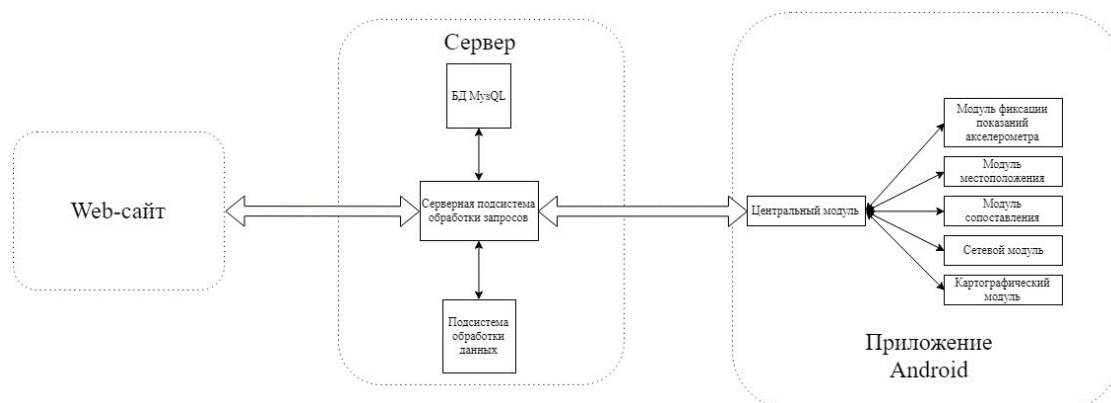 Web-сайт
Сервер
БД MysQL
Серверная подсистема
обработки запросов
Подсистема
обработки
данных
Центральный модуль
Модуль фиксации
показаний
акселерометра
Модуль
местоположения
Модуль
сопоставления
Сетевой модуль
Картографический
модуль
Приложение
Android